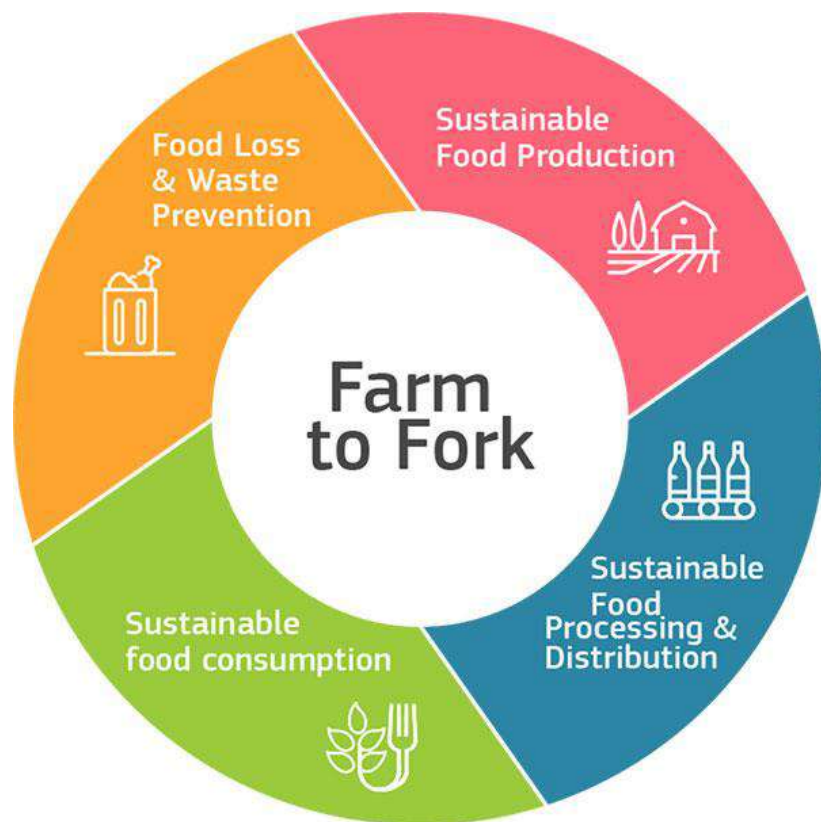 Food Loss
& Waste
Prevention
Sustainable
Food Production
Farm
to Fork
Sustainable
Food
Processing &
Distribution
Sustainable
food consumption